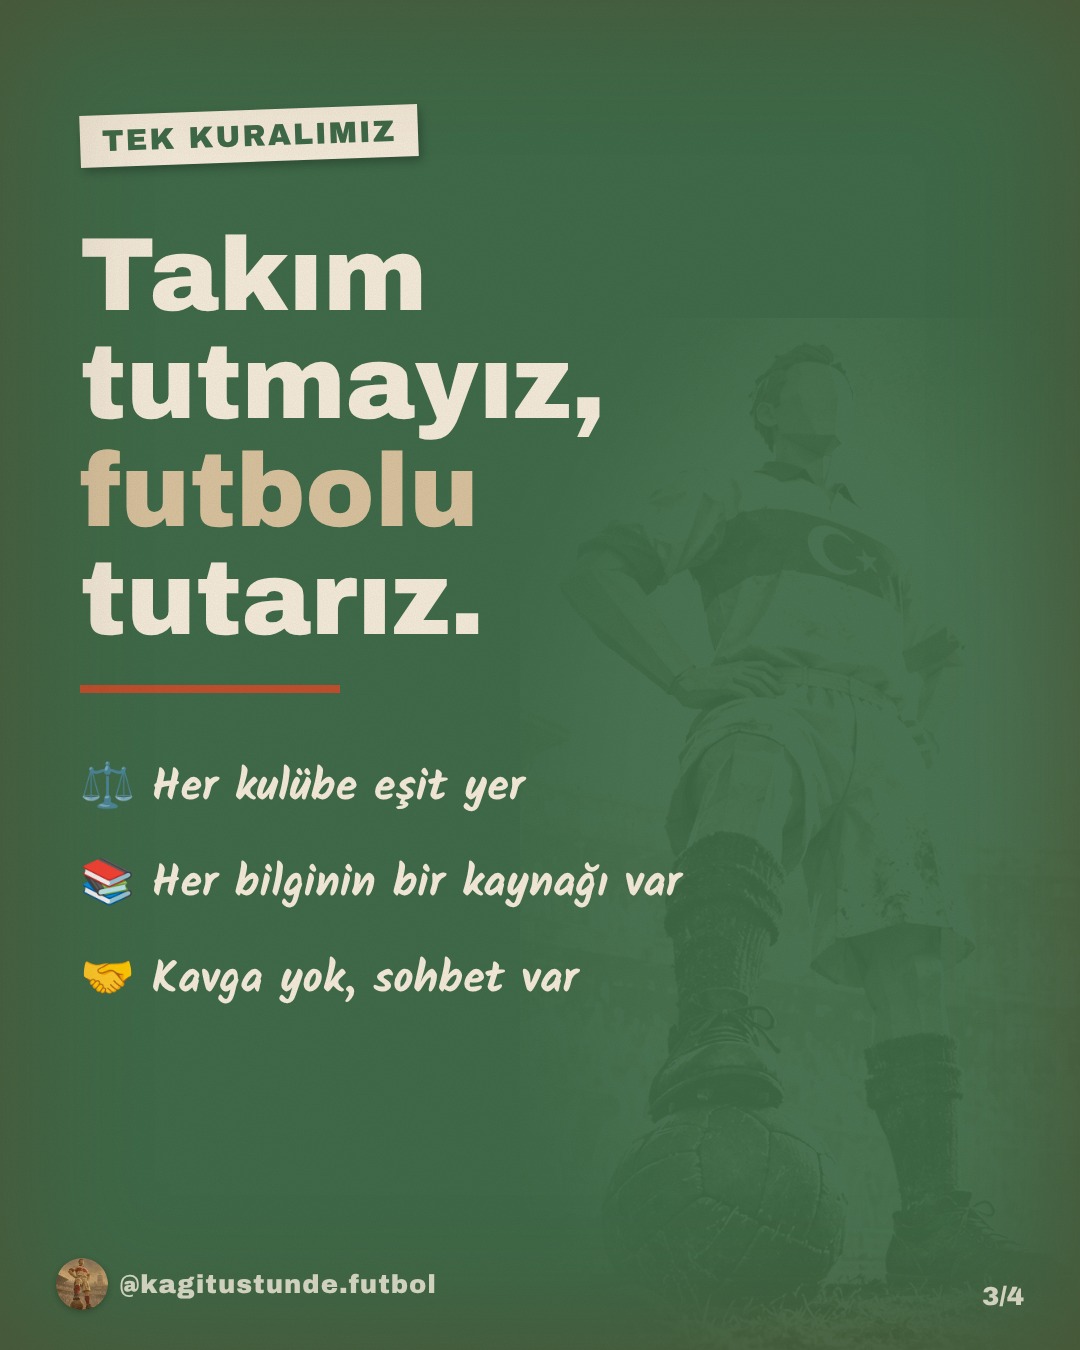 TEK KURALIMIZ
Takım
tutmayız,
futbolu
tutarız.
Her kulübe eşit yer
Her bilginin bir kaynağı var
Kavga yok, sohbet var
@kagitustunde.futbol
3/4